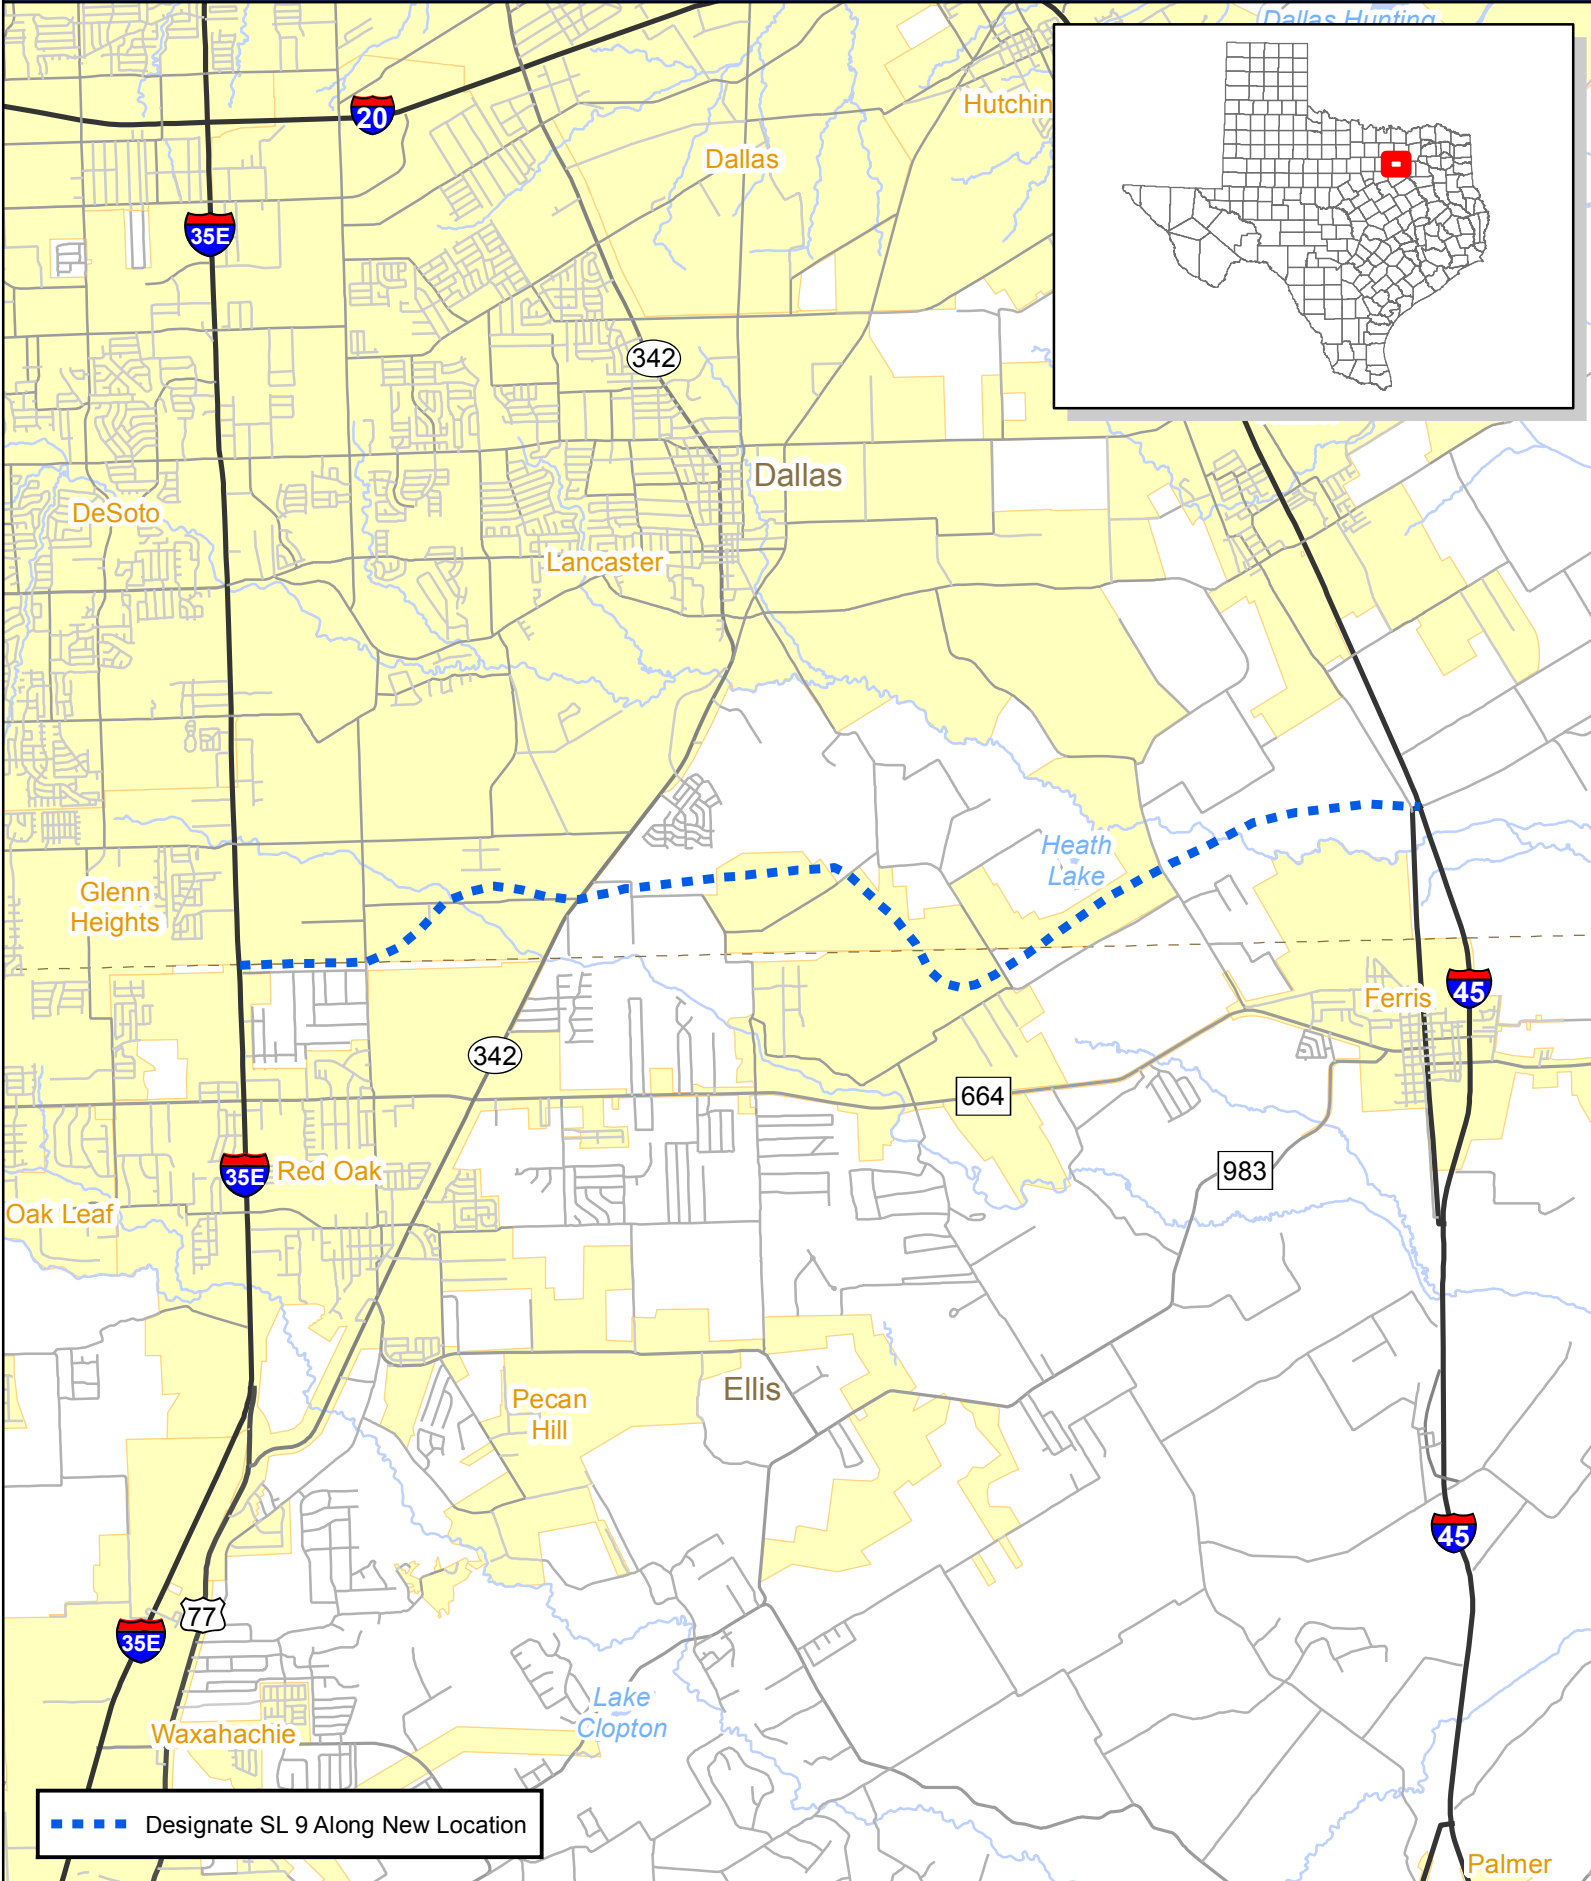 Dallas Hunting
20
Hutchin
Dallas
35E
342
Dallas
DeSoto
Lancaster
Heath
Lake
Glenn
Heights
Ferris
45
342
664
983
35E
Red Oak
Oak Leaf
Ellis
Pecan
Hill
45
77
35E
Lake
Clopton
Waxahachie
Designate SL 9 Along New Location
Palmer